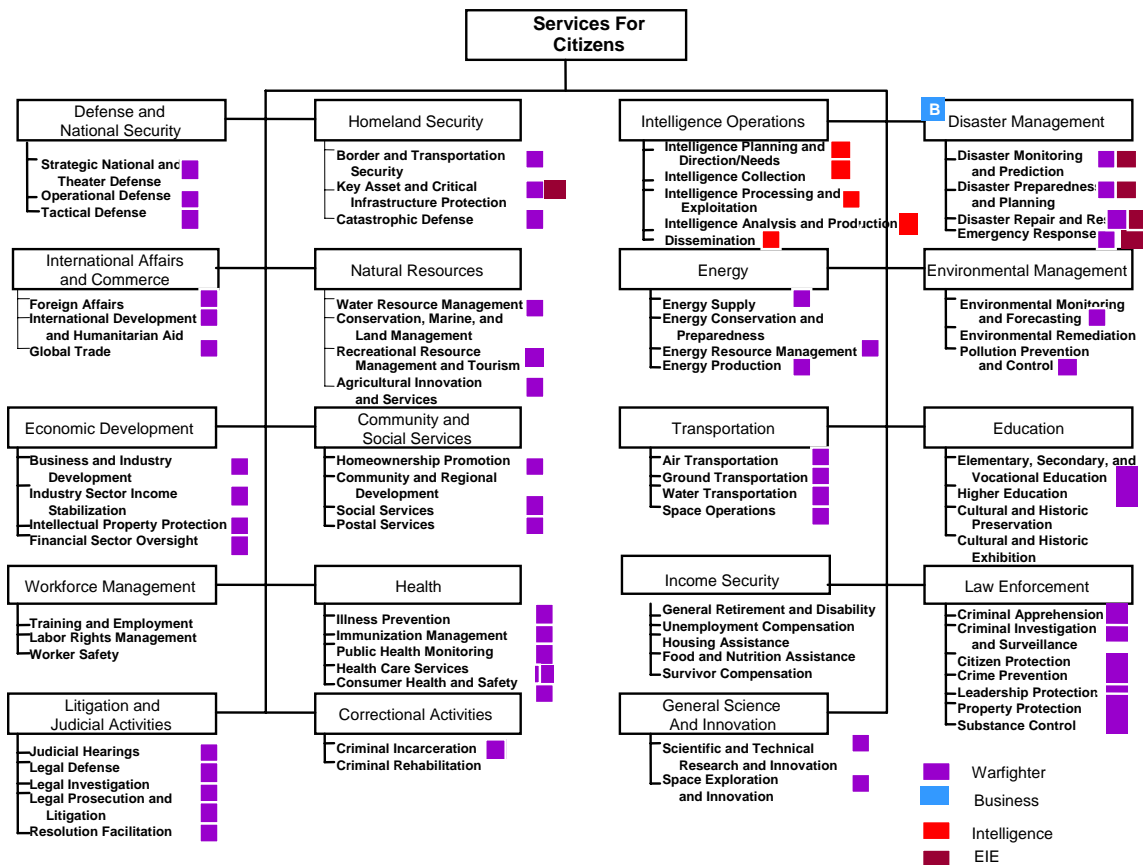 Services For
Citizens
Defense and
National Security
Strategic National and
Theater Defense
Operational Defense
Tactical Defense
Homeland Security
Border and Transportation
Security
Key Asset and Critical
Infrastructure Protection
Catastrophic Defense
Intelligence Operations
Intelligence Planning and
Direction/Needs
Intelligence Collection
Intelligence Processing and
Exploitation
Intelligence Analysis and Production
Dissemination
B
Disaster Management
Disaster Monitoring
and Prediction
Disaster Preparedness
and Planning
Disaster Repair and Re
Emergency Response
International Affairs
and Commerce
Foreign Affairs
International Development
and Humanitarian Aid
Global Trade
Natural Resources
Water Resource Management
Conservation, Marine, and
Land Management
Recreational Resource
Management and Tourism
Agricultural Innovation
and Services
Energy
Energy Supply
Energy Conservation and
Preparedness
Energy Resource Management
Energy Production
Environmental Management
Environmental Monitoring
and Forecasting
Environmental Remediation
Pollution Prevention
and Control
Economic Development
Business and Industry
Development
Industry Sector Income
Stabilization
Intellectual Property Protection
Financial Sector Oversight
Community and
Social Services
Homeownership Promotion
Community and Regional
Development
Social Services
Postal Services
Transportation
Air Transportation
Ground Transportation
Water Transportation
Space Operations
Education
Elementary, Secondary, and
Vocational Education
Higher Education
Cultural and Historic
Preservation
Cultural and Historic
Exhibition
Workforce Management
Training and Employment
Labor Rights Management
Worker Safety
Health
Illness Prevention
Immunization Management
Public Health Monitoring
Health Care Services
Consumer Health and Safety
Income Security
General Retirement and Disability
Unemployment Compensation
Housing Assistance
Food and Nutrition Assistance
Survivor Compensation
Law Enforcement
Criminal Apprehension
Criminal Investigation
and Surveillance
Citizen Protection
Crime Prevention
Leadership Protection
Property Protection
Substance Control
Litigation and
Judicial Activities
Judicial Hearings
Legal Defense
Legal Investigation
Legal Prosecution and
Litigation
Resolution Facilitation
Correctional Activities
Criminal Incarceration
Criminal Rehabilitation
General Science
And Innovation
Scientific and Technical
Research and Innovation
Space Exploration
and Innovation
Warfighter
Business
Intelligence
EIE